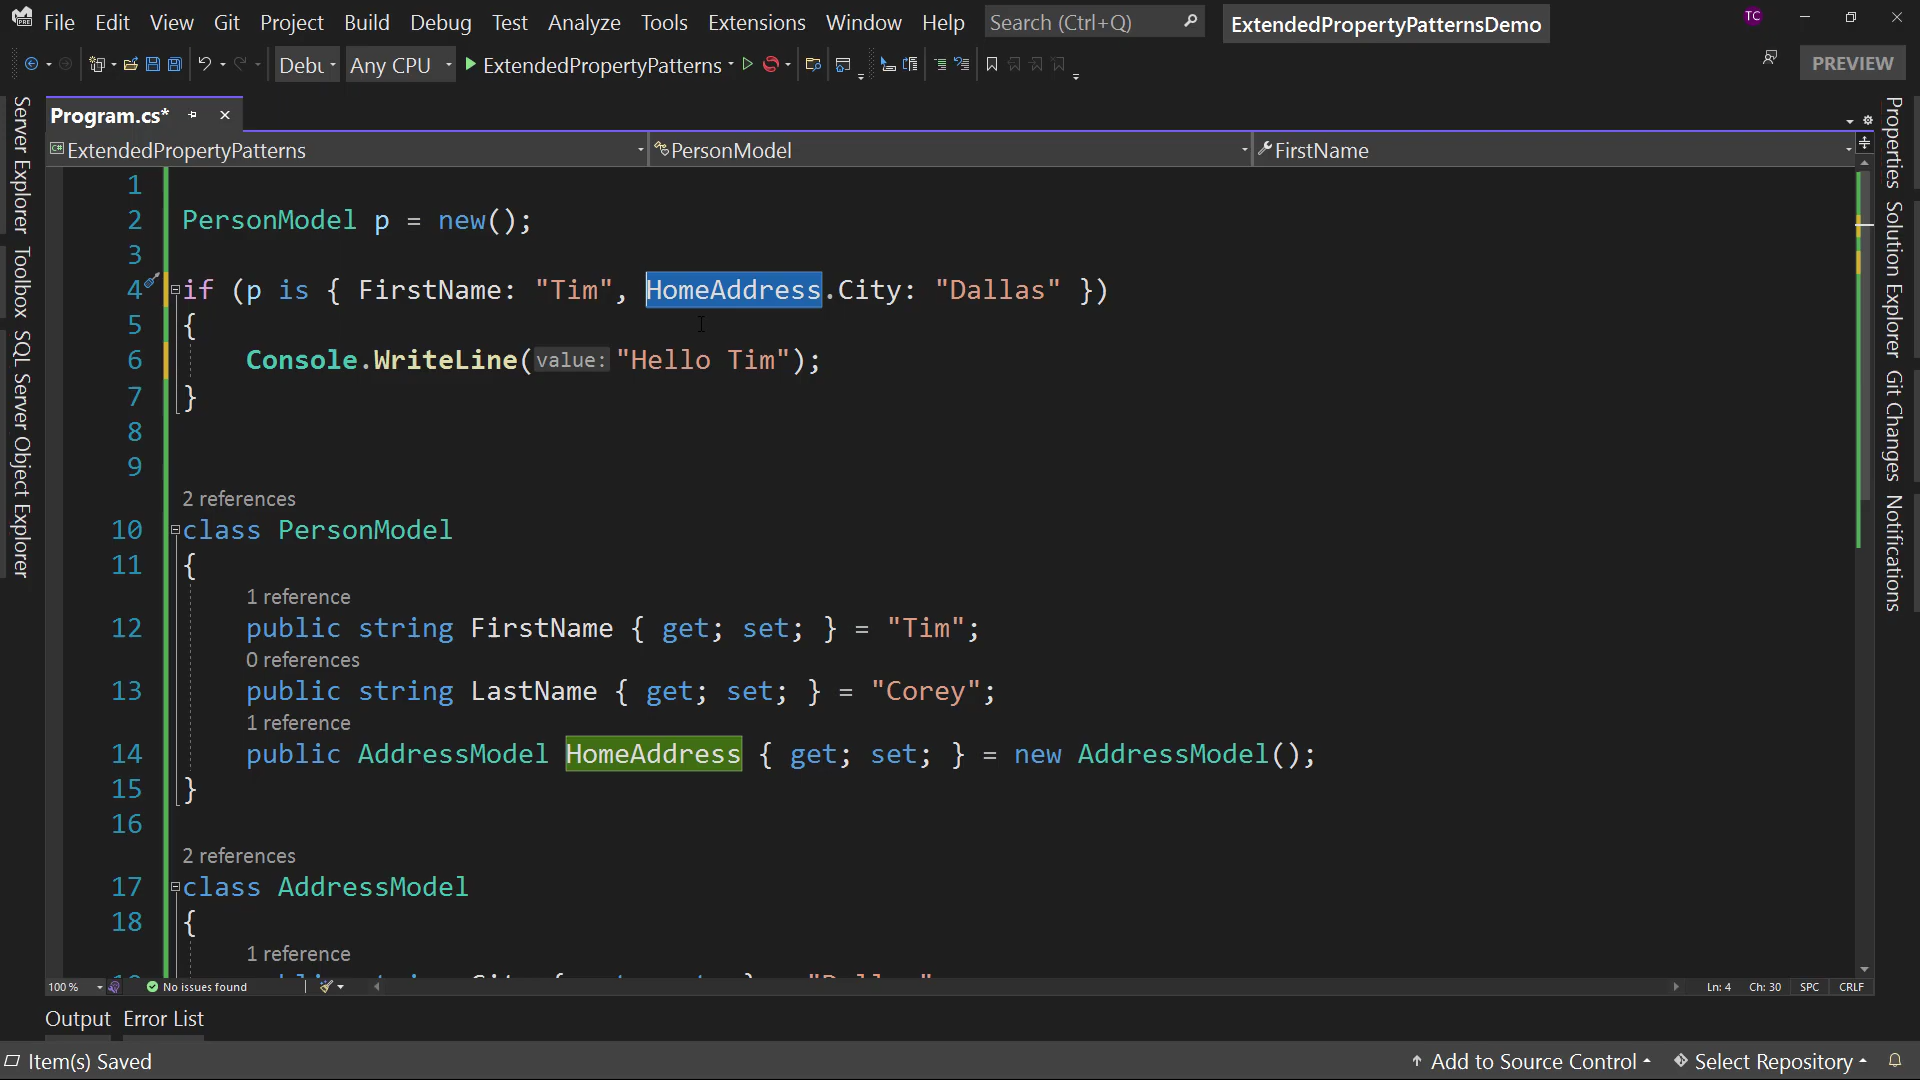 File Edit View Git Project Build Debug Test Analyze Tools Extensions Window Help Search (Ctrl+Q) ExtendedPropertyPatternsDemo TC
Debu Any CPU ExtendedPropertyPatterns PREVIEW
Program.cs*
ExtendedPropertyPatterns PersonModel FirstName
Server Explorer
Toolbox
SQL Server Object Explorer
1
2 PersonModel p = new();
3
4 if (p is { FirstName: "Tim", HomeAddress.City: "Dallas" })
5 {
6 Console.WriteLine(value: "Hello Tim");
7 }
8
9
2 references
10 class PersonModel
11 {
1 reference
12 public string FirstName { get; set; } = "Tim";
0 references
13 public string LastName { get; set; } = "Corey";
1 reference
14 public AddressModel HomeAddress { get; set; } = new AddressModel();
15 }
16
2 references
17 class AddressModel
18 {
1 reference
Properties
Solution Explorer
Git Changes
Notifications
100 % No issues found Ln: 4 Ch: 30 SPC CRLF
Output Error List
Item(s) Saved Add to Source Control Select Repository